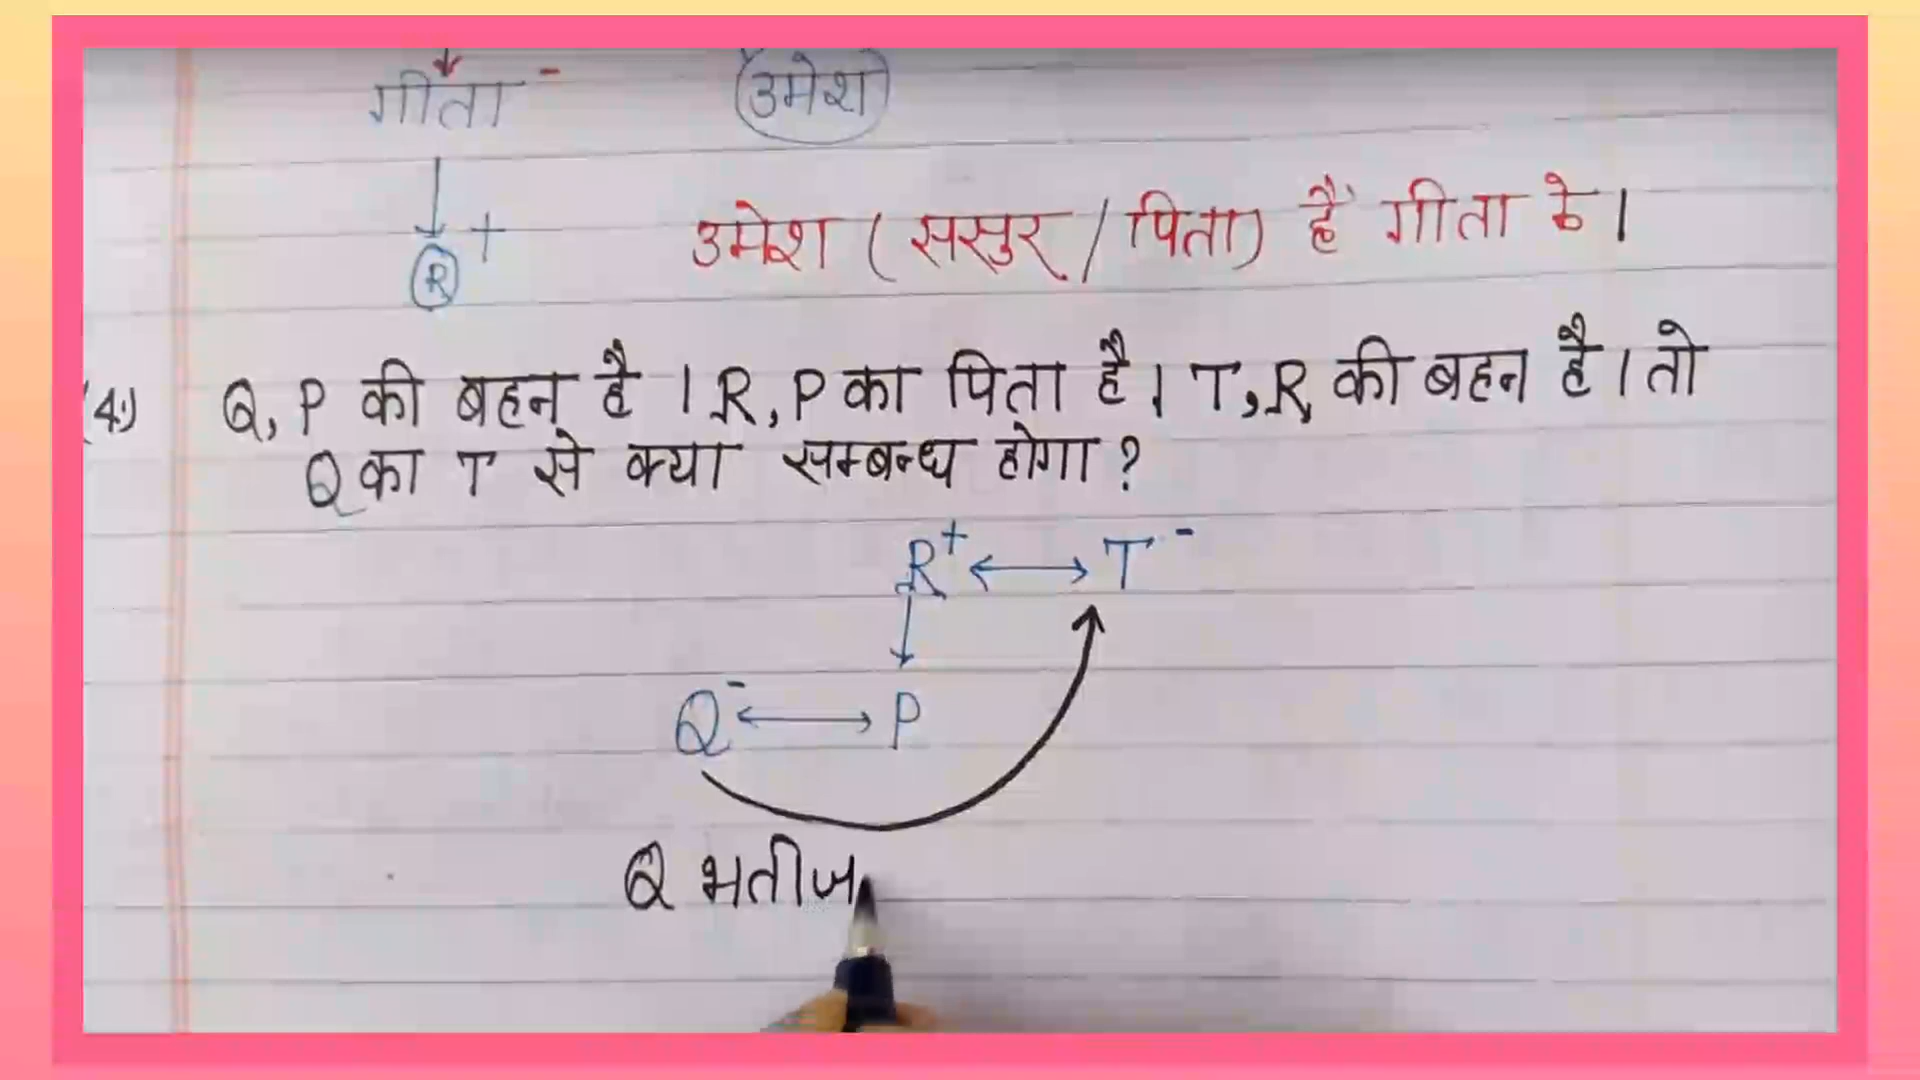 गीता - उमेश
R +
उमेश (ससुर/पिता) हैं गीता के।
(4.) Q, P की बहन है। R, P का पिता है। T, R की बहन है। तो
Q का T से क्या सम्बन्ध होगा?
R+ ↔ T -
Q- ↔ P
Q भतीज